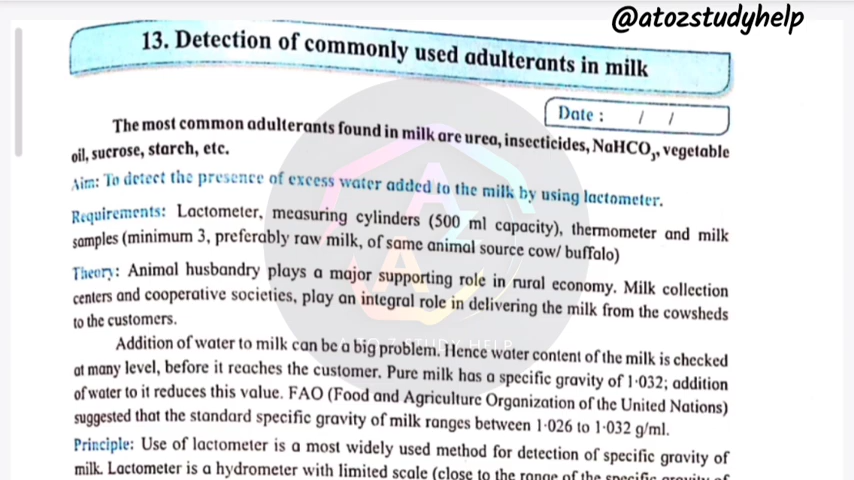 @atozstudyhelp
13. Detection of commonly used adulterants in milk
Date : / /
The most common adulterants found in milk are urea, insecticides, NaHCO₃, vegetable
oil, sucrose, starch, etc.
Aim: To detect the presence of excess water added to the milk by using lactometer.
Requirements: Lactometer, measuring cylinders (500 ml capacity), thermometer and milk
samples (minimum 3, preferably raw milk, of same animal source cow/ buffalo)
Theory: Animal husbandry plays a major supporting role in rural economy. Milk collection
centers and cooperative societies, play an integral role in delivering the milk from the cowsheds
to the customers.
A TO Z STUDY HELP
Addition of water to milk can be a big problem. Hence water content of the milk is checked
at many level, before it reaches the customer. Pure milk has a specific gravity of 1·032; addition
of water to it reduces this value. FAO (Food and Agriculture Organization of the United Nations)
suggested that the standard specific gravity of milk ranges between 1·026 to 1·032 g/ml.
Principle: Use of lactometer is a most widely used method for detection of specific gravity of
milk. Lactometer is a hydrometer with limited scale (close to the range of the specific gravity of